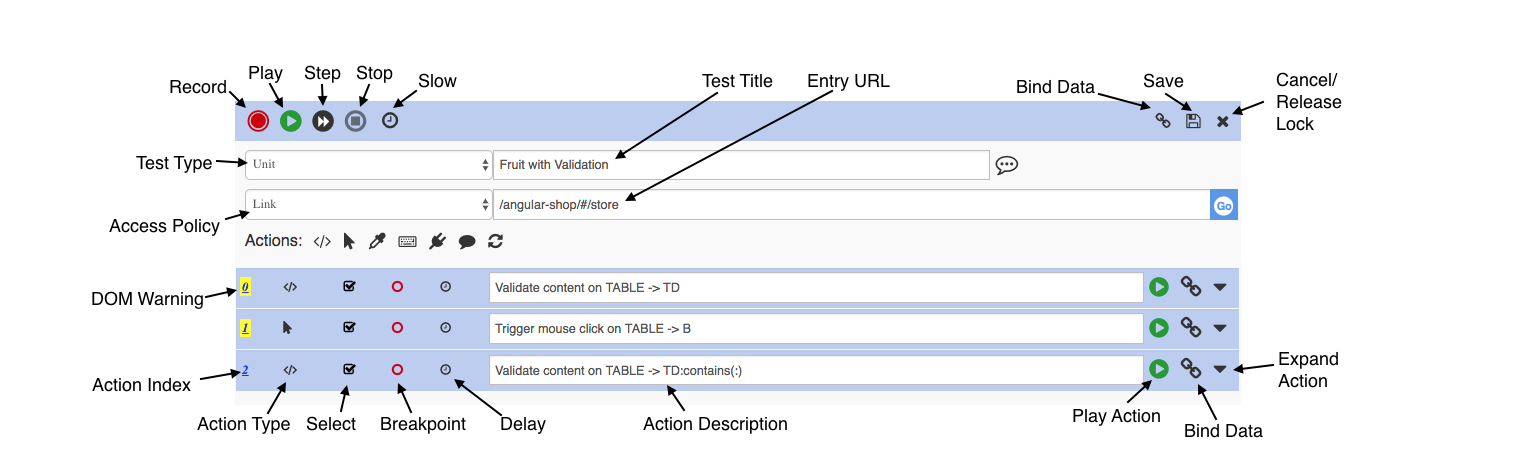 Record Play Step Stop Slow Test Title Entry URL Bind Data Save Cancel/
Release
Lock
Test Type Unit Fruit with Validation
Access Policy Link /angular-shop/#/store Go
Actions: </>
DOM Warning 0 </> Validate content on TABLE -> TD
1 Trigger mouse click on TABLE -> B
Action Index 2 </> Validate content on TABLE -> TD:contains(:)
Expand
Action
Action Type Select Breakpoint Delay Action Description Play Action Bind Data